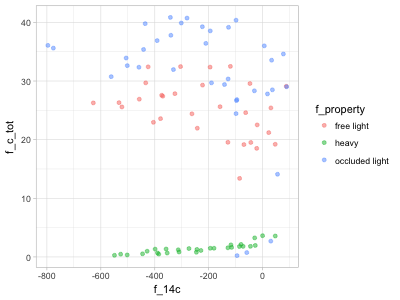 40
30
20
10
0
f_c_tot
-800
-600
-400
-200
0
f_14c
f_property
free light
heavy
occluded light